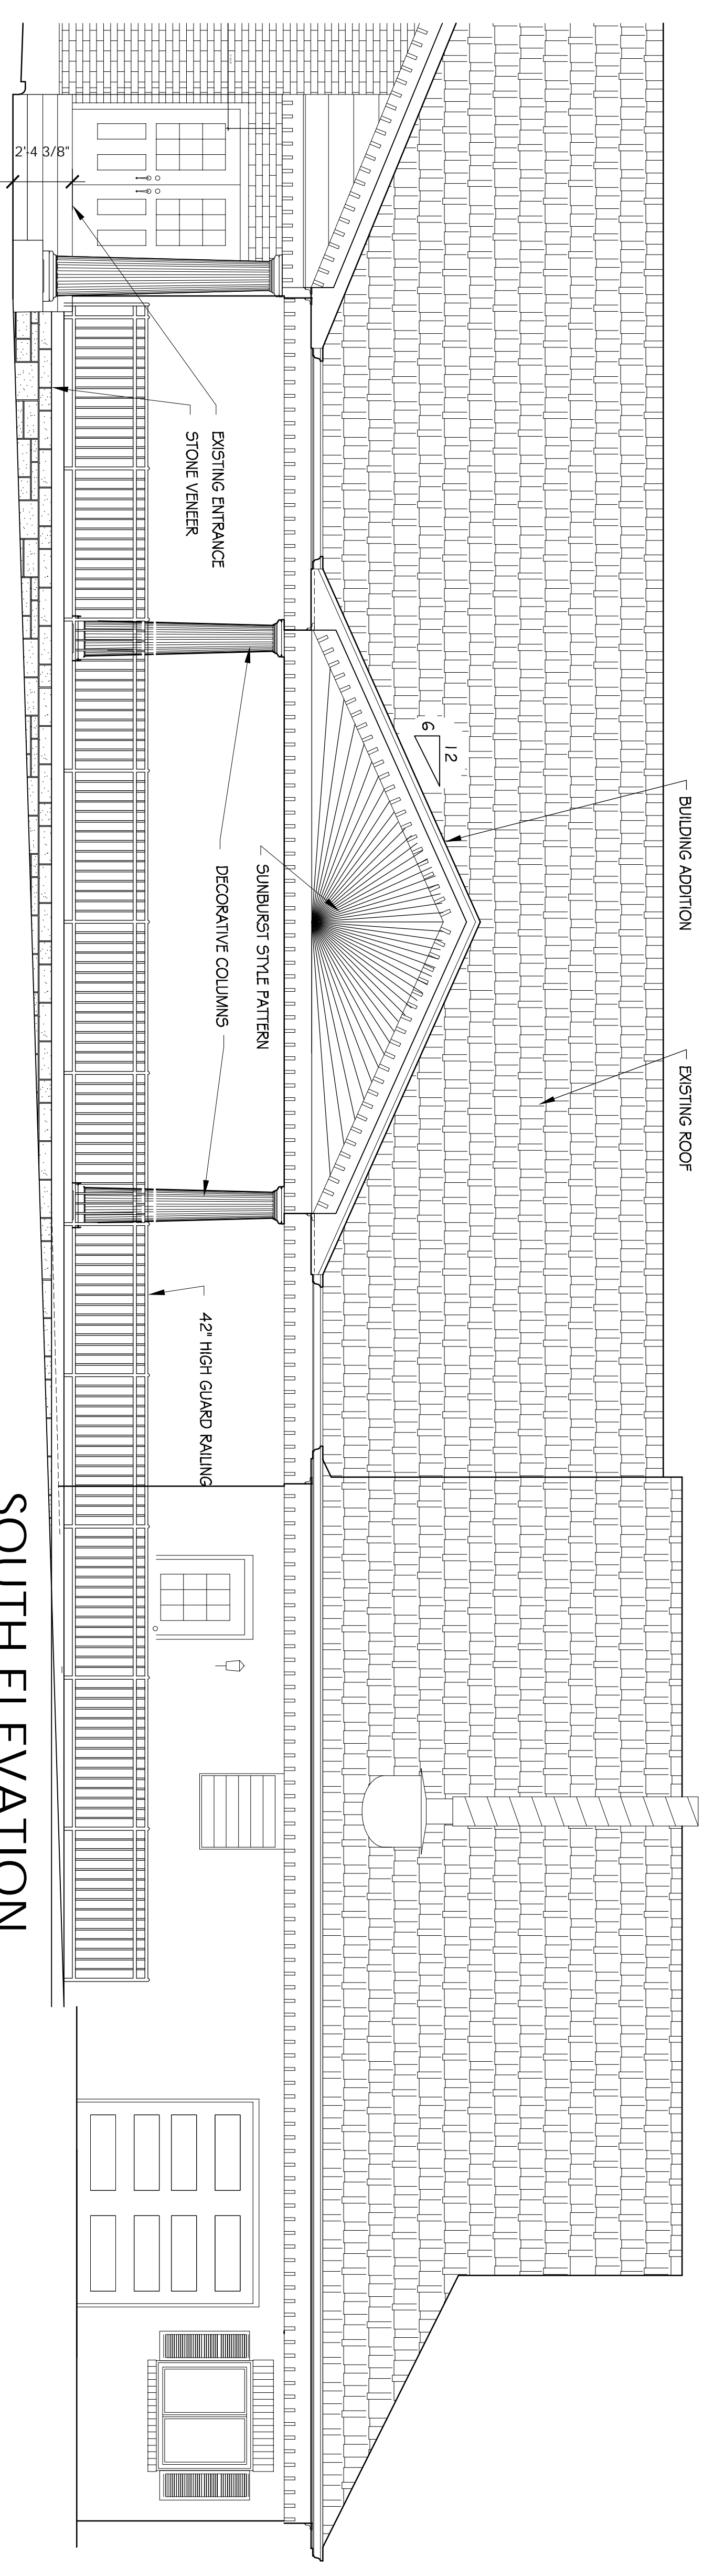 BUILDING ADDITION
EXISTING ROOF
12
6
SUNBURST STYLE PATTERN
DECORATIVE COLUMNS
EXISTING ENTRANCE
STONE VENEER
42" HIGH GUARD RAILING
2'-4 3/8"
SOUTH ELEVATION